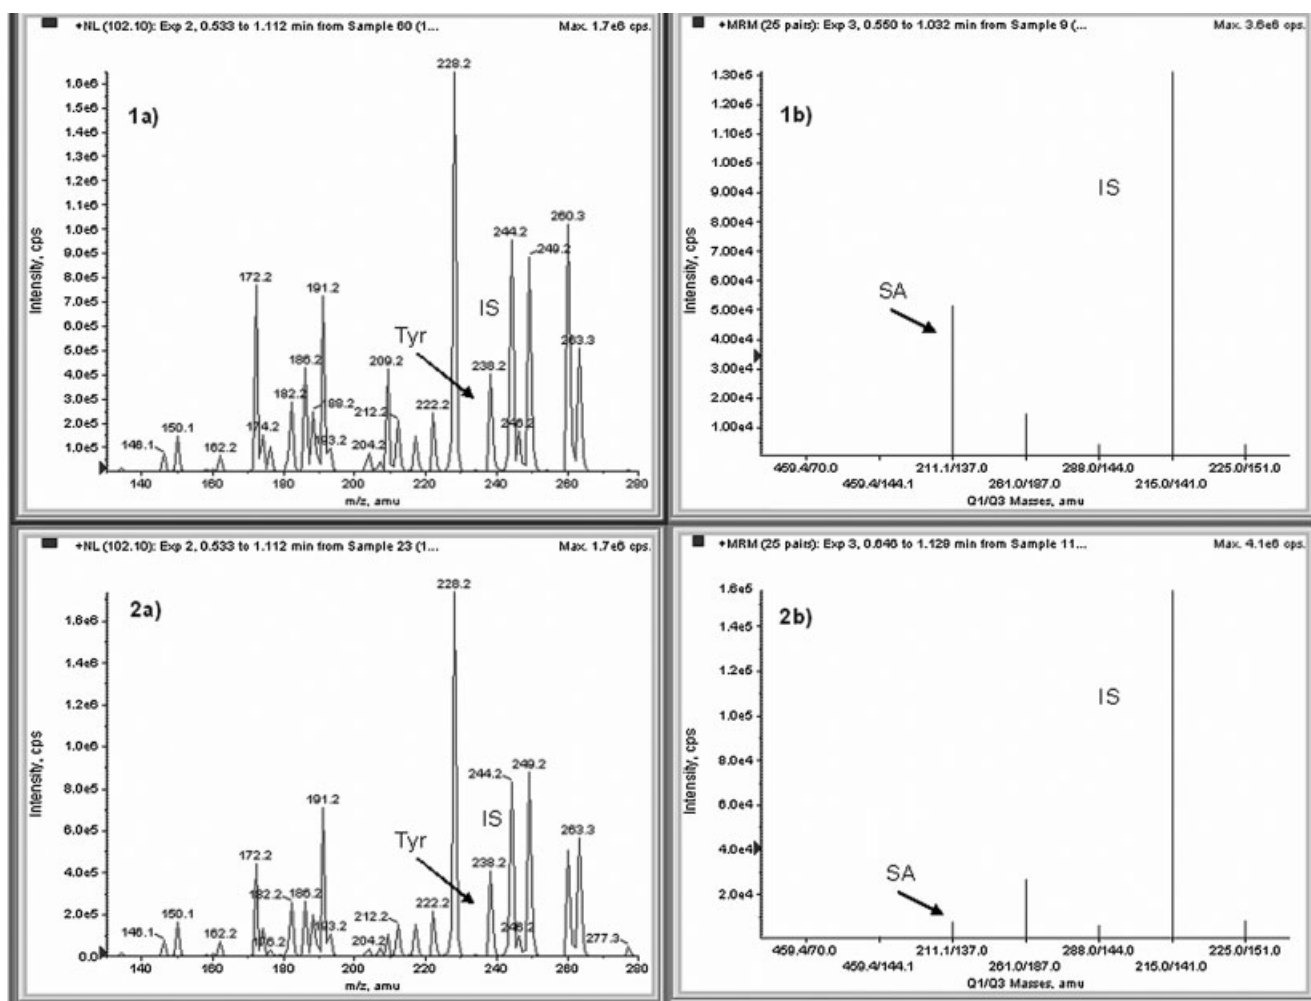 +NL (102.10): Exp 2, 0.533 to 1.112 min from Sample 60 (1... Max. 1.7e6 cps.
1a)
Intensity, cps
1.6e6
1.5e6
1.4e6
1.3e6
1.2e6
1.1e6
1.0e6
9.0e5
8.0e5
7.0e5
6.0e5
5.0e5
4.0e5
3.0e5
2.0e5
1.0e5
228.2
260.3
244.2
249.2
172.2
191.2
IS
Tyr
263.3
186.2
209.2
238.2
182.2
188.2
212.2
222.2
174.2
246.2
146.1
150.1
162.2
193.2
204.2
140 160 180 200 220 240 260 280
m/z, amu
+MRM (25 pairs): Exp 3, 0.550 to 1.032 min from Sample 9 (... Max. 3.6e6 cps.
1b)
Intensity, cps
1.30e5
1.20e5
1.10e5
1.00e5
9.00e4
8.00e4
7.00e4
6.00e4
5.00e4
4.00e4
3.00e4
2.00e4
1.00e4
IS
SA
459.4/70.0 211.1/137.0 288.0/144.0 225.0/151.0
459.4/144.1 261.0/187.0 215.0/141.0
Q1/Q3 Masses, amu
+NL (102.10): Exp 2, 0.533 to 1.112 min from Sample 23 (1... Max. 1.7e6 cps.
2a)
Intensity, cps
1.6e6
1.4e6
1.2e6
1.0e6
8.0e5
6.0e5
4.0e5
2.0e5
0.0
228.2
244.2
249.2
191.2
IS
Tyr
263.3
172.2
238.2
182.2
186.2
222.2
212.2
193.2
246.2
146.1
150.1
162.2
176.2
204.2
277.3
140 160 180 200 220 240 260 280
m/z, amu
+MRM (25 pairs): Exp 3, 0.646 to 1.129 min from Sample 11... Max. 4.1e6 cps.
2b)
Intensity, cps
1.6e5
1.4e5
1.2e5
1.0e5
8.0e4
6.0e4
4.0e4
2.0e4
IS
SA
459.4/70.0 211.1/137.0 288.0/144.0 225.0/151.0
459.4/144.1 261.0/187.0 215.0/141.0
Q1/Q3 Masses, amu